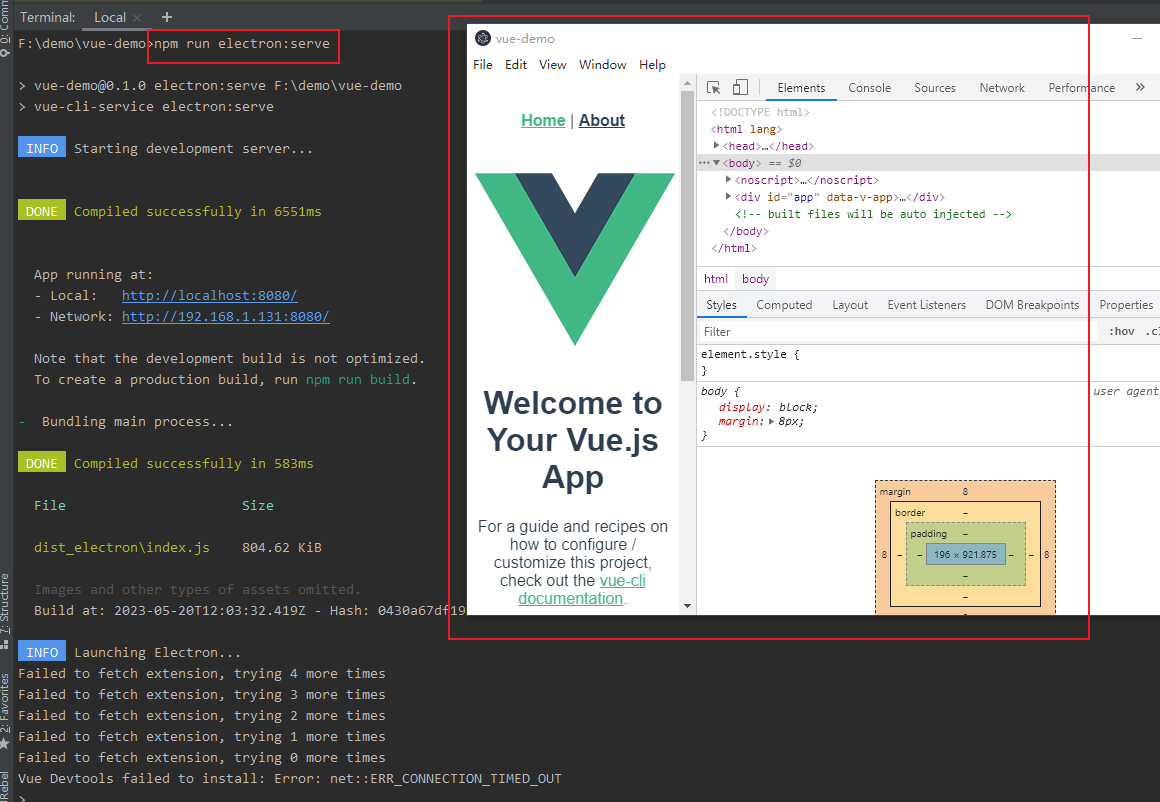 Terminal: Local × +
F:\demo\vue-demo>npm run electron:serve
> vue-demo@0.1.0 electron:serve F:\demo\vue-demo
> vue-cli-service electron:serve
INFO Starting development server...
DONE Compiled successfully in 6551ms
App running at:
- Local: http://localhost:8080/
- Network: http://192.168.1.131:8080/
Note that the development build is not optimized.
To create a production build, run npm run build.
- Bundling main process...
DONE Compiled successfully in 583ms
File Size
dist_electron\index.js 804.62 KiB
Images and other types of assets omitted.
Build at: 2023-05-20T12:03:32.419Z - Hash: 0430a67df19
INFO Launching Electron...
Failed to fetch extension, trying 4 more times
Failed to fetch extension, trying 3 more times
Failed to fetch extension, trying 2 more times
Failed to fetch extension, trying 1 more times
Failed to fetch extension, trying 0 more times
Vue Devtools failed to install: Error: net::ERR_CONNECTION_TIMED_OUT
7: Structure
2: Favorites
JRebel
vue-demo
File Edit View Window Help
Home | About
Welcome to
Your Vue.js
App
For a guide and recipes on
how to configure /
customize this project,
check out the vue-cli
documentation.
Elements Console Sources Network Performance »
<!DOCTYPE html>
<html lang>
<head>…</head>
<body> == $0
<noscript>…</noscript>
<div id="app" data-v-app>…</div>
<!-- built files will be auto injected -->
</body>
</html>
html body
Styles Computed Layout Event Listeners DOM Breakpoints Properties
Filter :hov
element.style {
}
body { user agent
display: block;
margin: 8px;
}
margin 8
border –
padding –
8 – – 196 × 921.875 – – 8
–
–